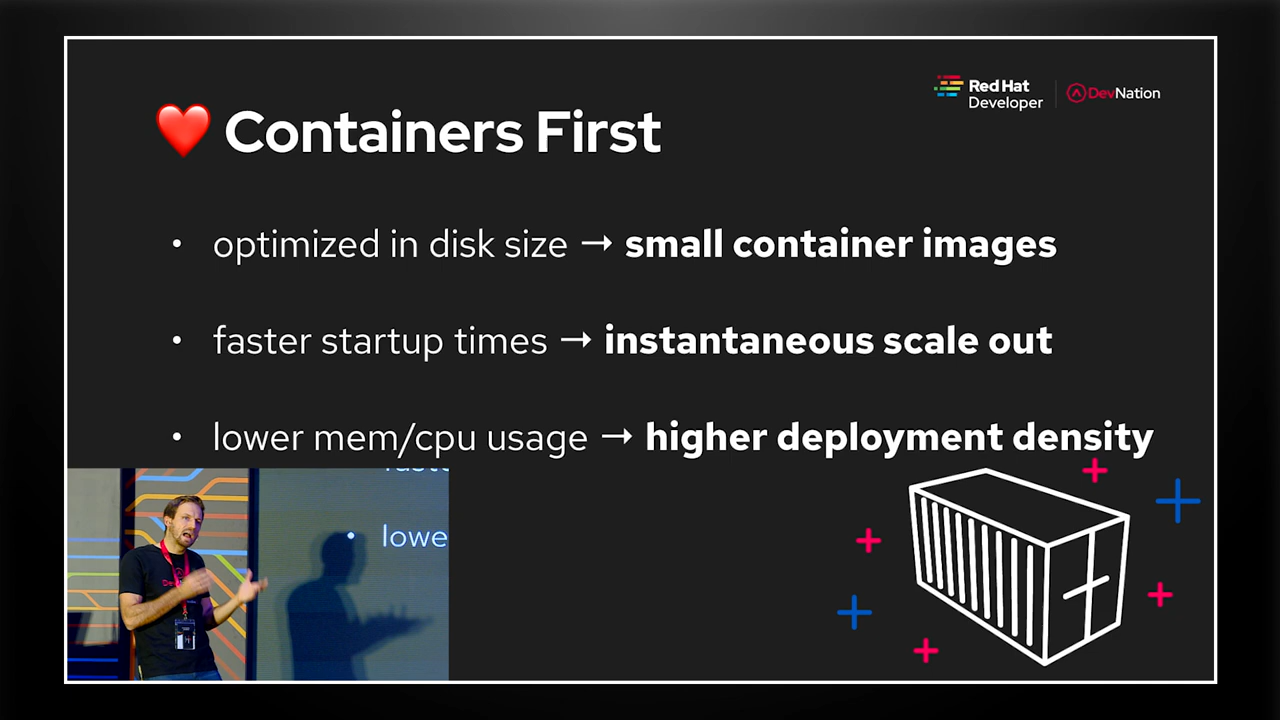 Red Hat
Developer
DevNation
❤️ Containers First
• optimized in disk size → small container images
• faster startup times → instantaneous scale out
• lower mem/cpu usage → higher deployment density
• lowe